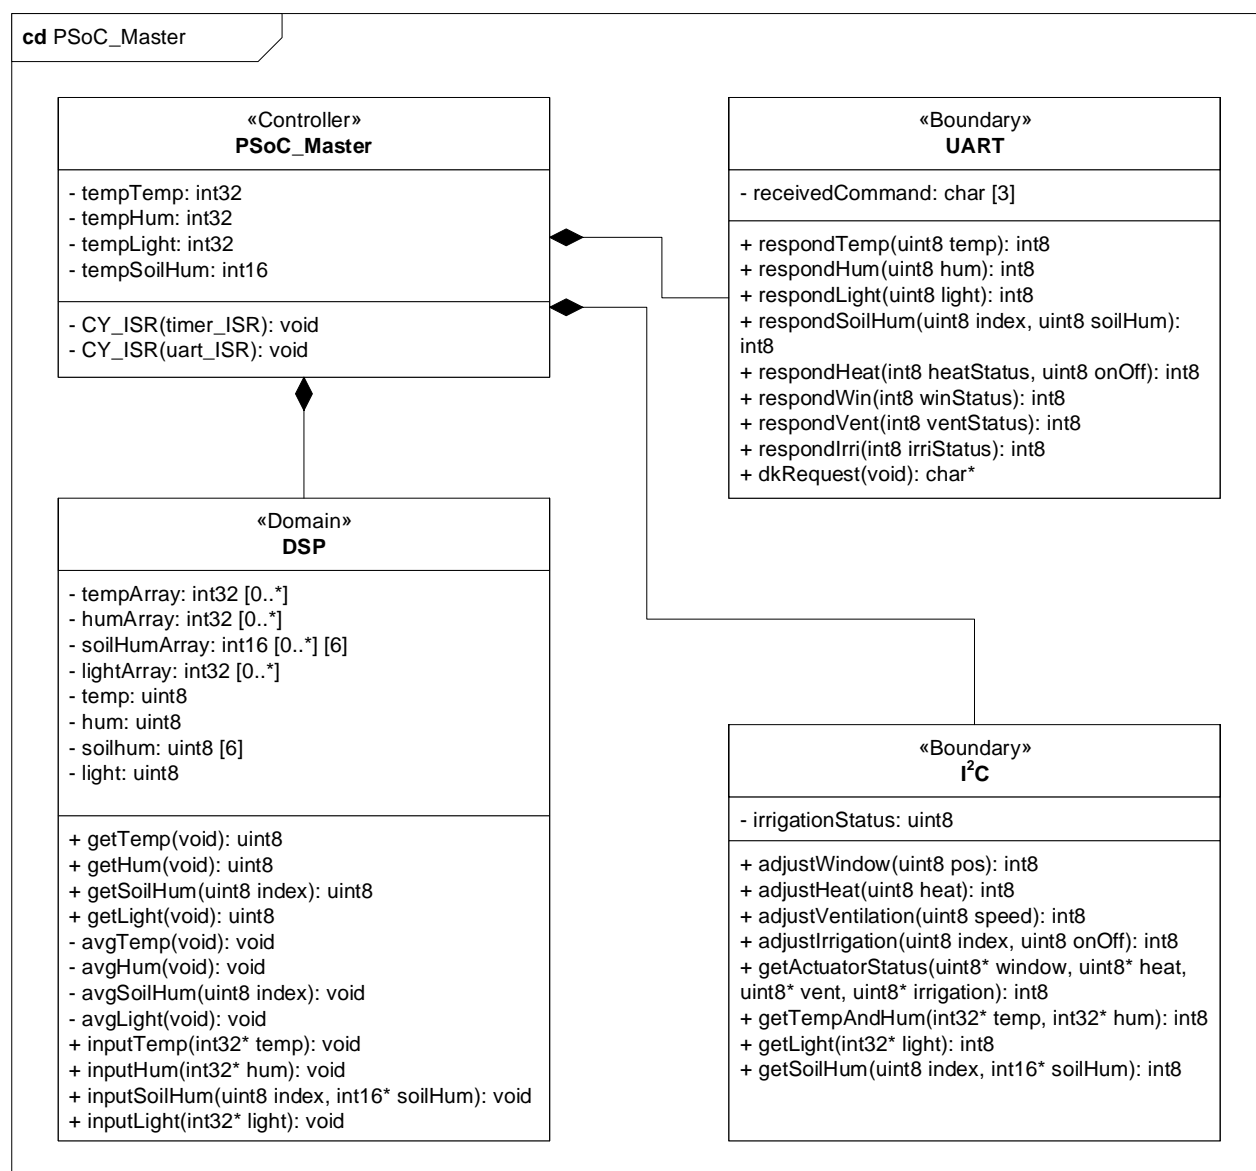 cd PSoC_Master
«Controller»
PSoC_Master
- tempTemp: int32
- tempHum: int32
- tempLight: int32
- tempSoilHum: int16
- CY_ISR(timer_ISR): void
- CY_ISR(uart_ISR): void
«Boundary»
UART
- receivedCommand: char [3]
+ respondTemp(uint8 temp): int8
+ respondHum(uint8 hum): int8
+ respondLight(uint8 light): int8
+ respondSoilHum(uint8 index, uint8 soilHum):
int8
+ respondHeat(int8 heatStatus, uint8 onOff): int8
+ respondWin(int8 winStatus): int8
+ respondVent(int8 ventStatus): int8
+ respondIrri(int8 irriStatus): int8
+ dkRequest(void): char*
«Domain»
DSP
- tempArray: int32 [0..*]
- humArray: int32 [0..*]
- soilHumArray: int16 [0..*] [6]
- lightArray: int32 [0..*]
- temp: uint8
- hum: uint8
- soilhum: uint8 [6]
- light: uint8
+ getTemp(void): uint8
+ getHum(void): uint8
+ getSoilHum(uint8 index): uint8
+ getLight(void): uint8
- avgTemp(void): void
- avgHum(void): void
- avgSoilHum(uint8 index): void
- avgLight(void): void
+ inputTemp(int32* temp): void
+ inputHum(int32* hum): void
+ inputSoilHum(uint8 index, int16* soilHum): void
+ inputLight(int32* light): void
«Boundary»
I²C
- irrigationStatus: uint8
+ adjustWindow(uint8 pos): int8
+ adjustHeat(uint8 heat): int8
+ adjustVentilation(uint8 speed): int8
+ adjustIrrigation(uint8 index, uint8 onOff): int8
+ getActuatorStatus(uint8* window, uint8* heat,
uint8* vent, uint8* irrigation): int8
+ getTempAndHum(int32* temp, int32* hum): int8
+ getLight(int32* light): int8
+ getSoilHum(uint8 index, int16* soilHum): int8